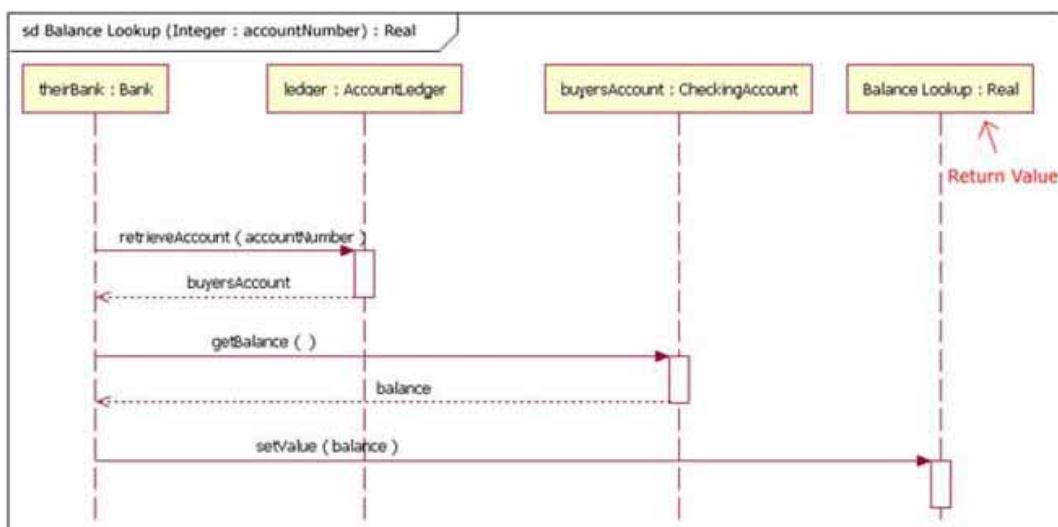 sd Balance Lookup (Integer : accountNumber) : Real
theirBank : Bank
ledger : AccountLedger
buyersAccount : CheckingAccount
Balance Lookup : Real
Return Value
retrieveAccount ( accountNumber )
buyersAccount
getBalance ( )
balance
setValue ( balance )